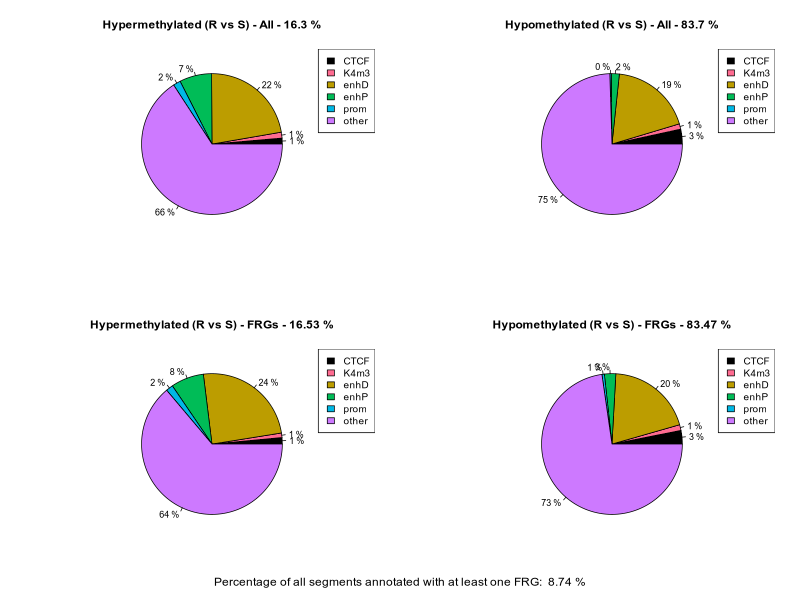 Hypermethylated (R vs S) - All - 16.3 %
CTCF
K4m3
enhD
enhP
prom
other
1 %
1 %
22 %
7 %
2 %
66 %
Hypomethylated (R vs S) - All - 83.7 %
CTCF
K4m3
enhD
enhP
prom
other
3 %
1 %
19 %
2 %
0 %
75 %
Hypermethylated (R vs S) - FRGs - 16.53 %
CTCF
K4m3
enhD
enhP
prom
other
1 %
1 %
24 %
8 %
2 %
64 %
Hypomethylated (R vs S) - FRGs - 83.47 %
CTCF
K4m3
enhD
enhP
prom
other
3 %
1 %
20 %
1 %
73 %
Percentage of all segments annotated with at least one FRG: 8.74 %